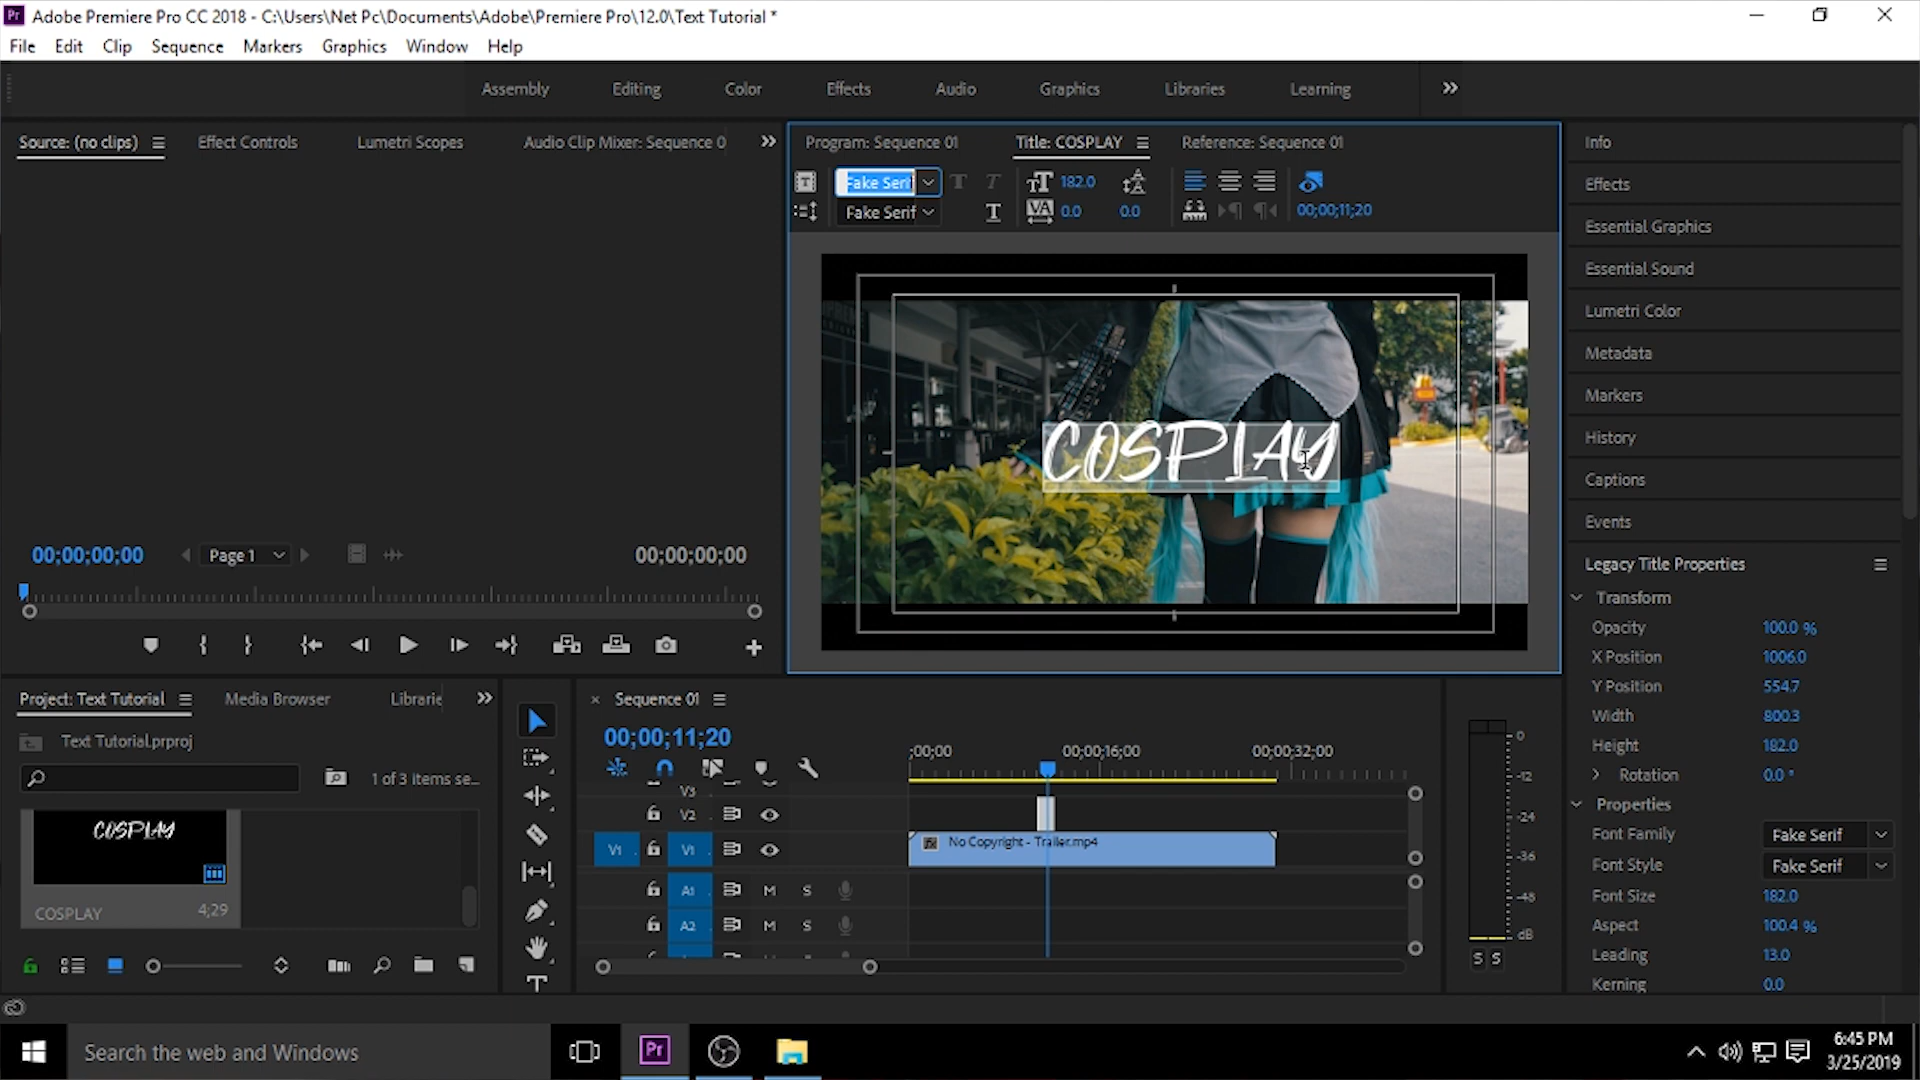 Adobe Premiere Pro CC 2018 - C:\Users\Net Pc\Documents\Adobe\Premiere Pro\12.0\Text Tutorial *
File Edit Clip Sequence Markers Graphics Window Help
Assembly Editing Color Effects Audio Graphics Libraries Learning
Source: (no clips) Effect Controls Lumetri Scopes Audio Clip Mixer: Sequence 0
Program: Sequence 01 Title: COSPLAY Reference: Sequence 01
Fake Serif 182.0
Fake Serif 0.0 0.0 00;00;11;20
COSPLAY
00;00;00;00 Page 1 00;00;00;00
Info
Effects
Essential Graphics
Essential Sound
Lumetri Color
Metadata
Markers
History
Captions
Events
Legacy Title Properties
Transform
Opacity 100.0 %
X Position 1006.0
Y Position 554.7
Width 800.3
Height 182.0
Rotation 0.0 °
Properties
Font Family Fake Serif
Font Style Fake Serif
Font Size 182.0
Aspect 100.4 %
Leading 13.0
Kerning 0.0
Project: Text Tutorial Media Browser Librarie
Text Tutorial.prproj
1 of 3 items se...
COSPLAY
COSPLAY 4;29
Sequence 01
00;00;11;20
;00;00 00;00;16;00 00;00;32;00
V3
V2
V1 V1 No Copyright - Trailer.mp4
A1 M S
A2 M S
0
-12
-24
-36
-48
dB
S S
Search the web and Windows
Pr
6:45 PM
3/25/2019